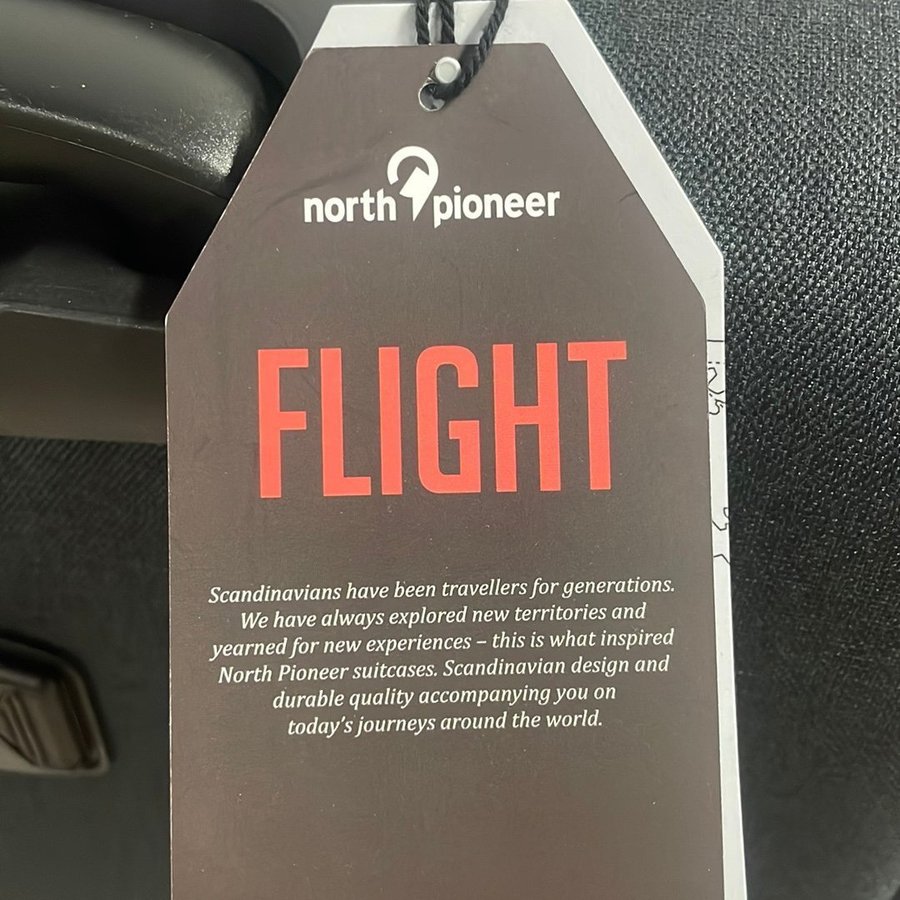 north pioneer
FLIGHT
Scandinavians have been travellers for generations.
We have always explored new territories and
yearned for new experiences – this is what inspired
North Pioneer suitcases. Scandinavian design and
durable quality accompanying you on
today's journeys around the world.